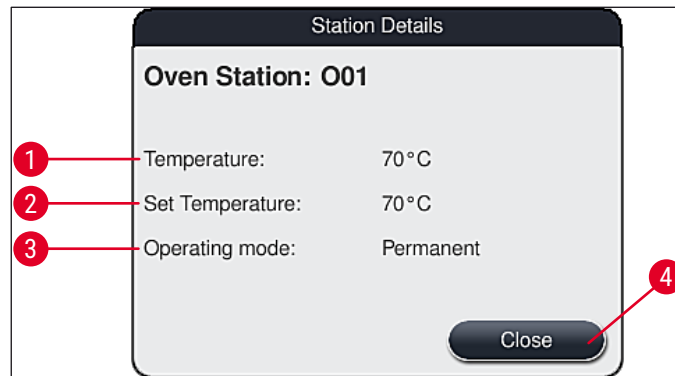 Station Details
Oven Station: O01
1 Temperature: 70°C
2 Set Temperature: 70°C
3 Operating mode: Permanent
4
Close